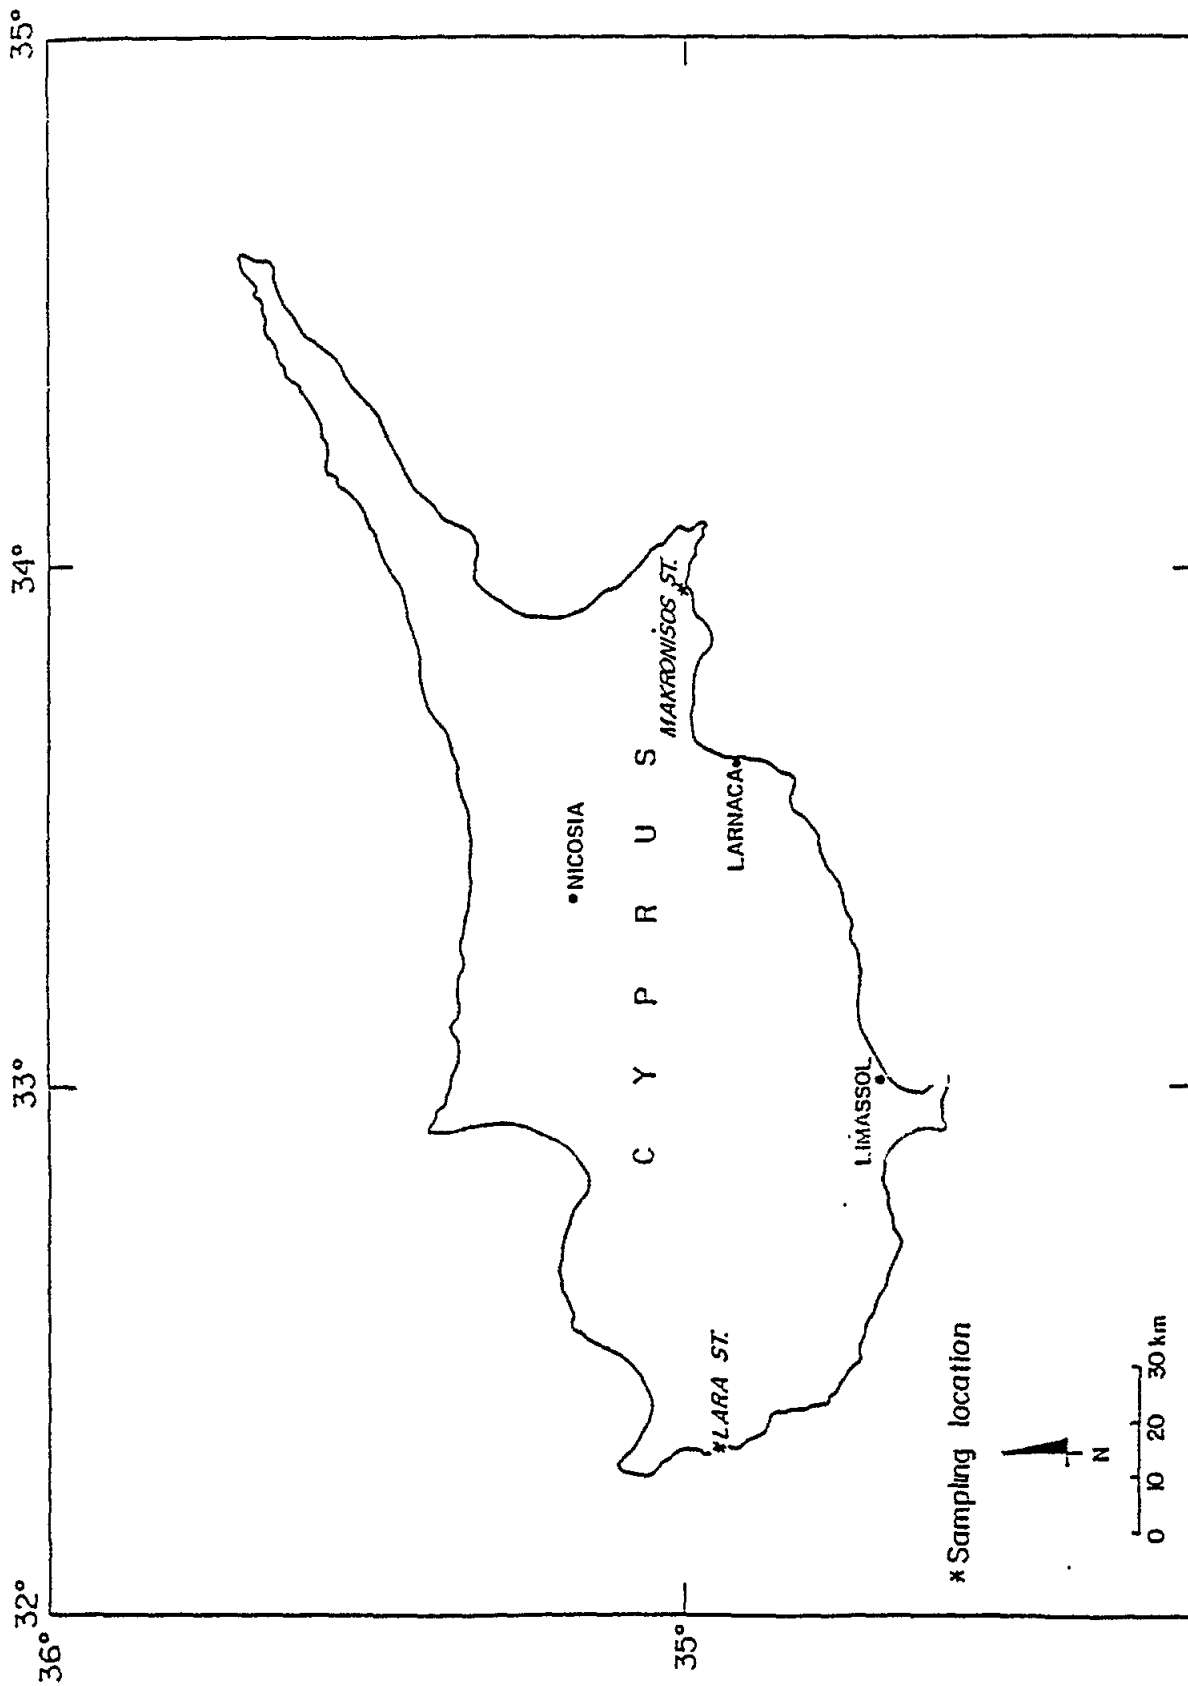 32° 33° 34° 35°
36°
35°
C Y P R U S
•NICOSIA
MAKRONISOS ST.
*
LARNACA
LIMASSOL
*LARA ST.
*Sampling location
N
0 10 20 30 km